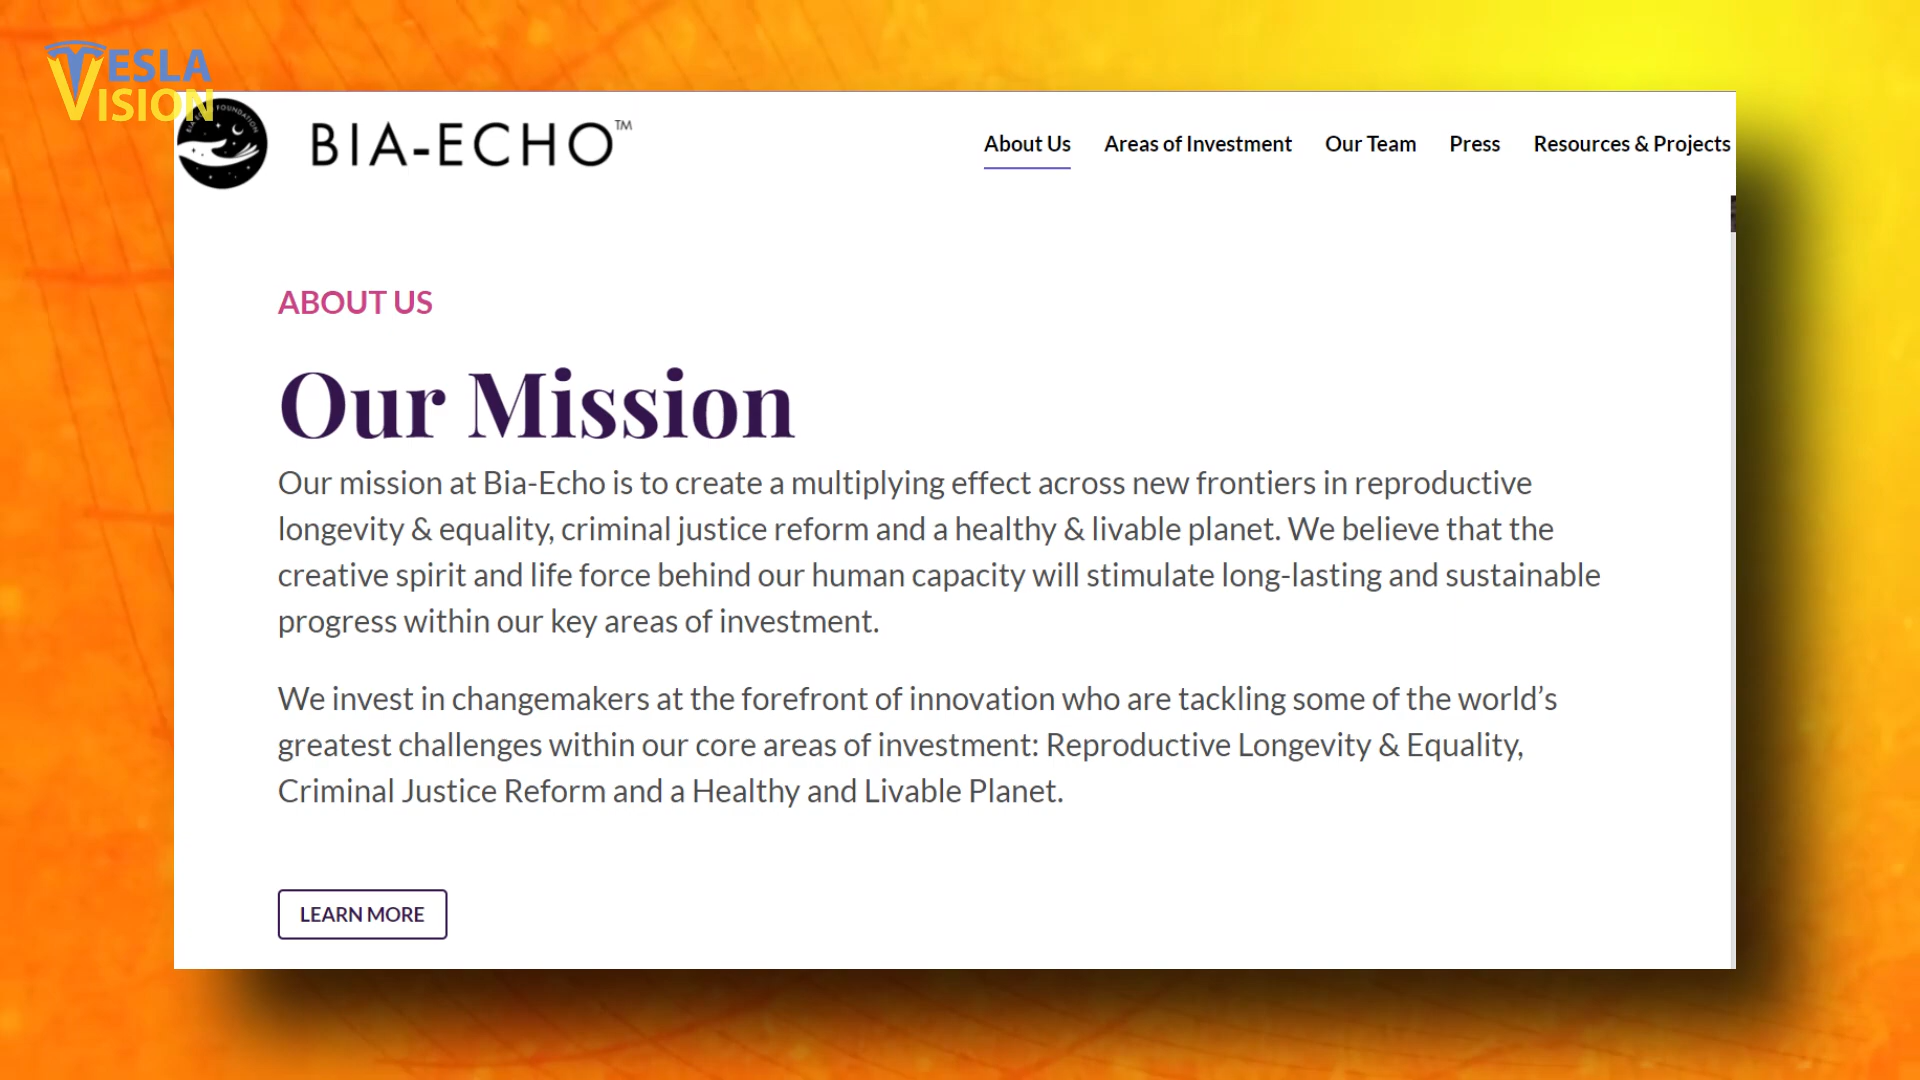 TESLA
VISION
BIA-ECHO FOUNDATION
BIA-ECHO™
About Us Areas of Investment Our Team Press Resources & Projects
ABOUT US
Our Mission
Our mission at Bia-Echo is to create a multiplying effect across new frontiers in reproductive
longevity & equality, criminal justice reform and a healthy & livable planet. We believe that the
creative spirit and life force behind our human capacity will stimulate long-lasting and sustainable
progress within our key areas of investment.
We invest in changemakers at the forefront of innovation who are tackling some of the world’s
greatest challenges within our core areas of investment: Reproductive Longevity & Equality,
Criminal Justice Reform and a Healthy and Livable Planet.
LEARN MORE